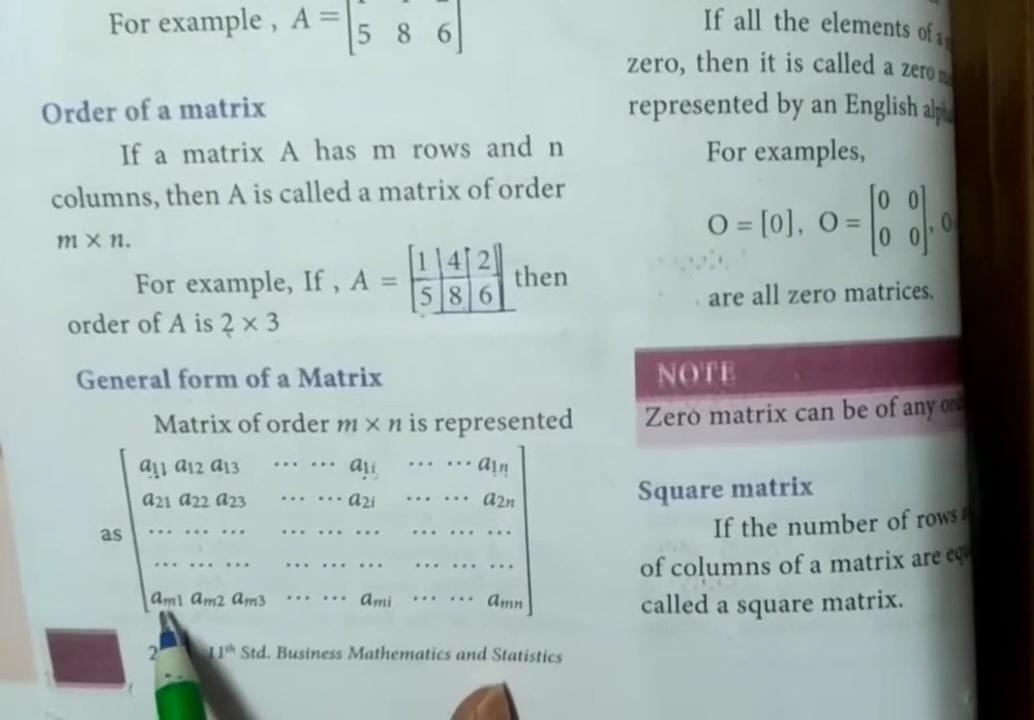 For example , A = [
5 8 6]
Order of a matrix
If a matrix A has m rows and n
columns, then A is called a matrix of order
m × n.
For example, If , A = [1 4 2
5 8 6] then
order of A is 2 × 3
General form of a Matrix
Matrix of order m × n is represented
a11 a12 a13 ... ... a1i ... ... a1n
a21 a22 a23 ... ... a2i ... ... a2n
as ... ... ... ... ... ... ... ... ...
... ... ... ... ... ... ... ... ...
am1 am2 am3 ... ... ami ... ... amn
2 11th Std. Business Mathematics and Statistics
If all the elements of a
zero, then it is called a zero
represented by an English
For examples,
O = [0], O = [0 0
0 0], 0
are all zero matrices.
NOTE
Zero matrix can be of any
Square matrix
If the number of rows
of columns of a matrix are
called a square matrix.